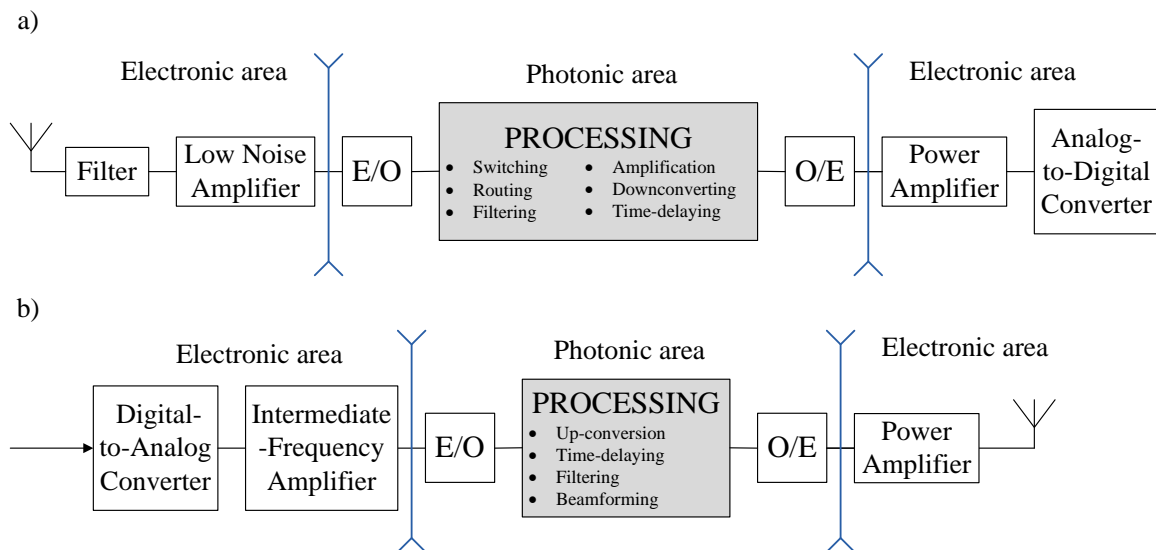 a)
Electronic area
Photonic area
Electronic area
Filter
Low Noise
Amplifier
E/O
PROCESSING
• Switching
• Routing
• Filtering
• Amplification
• Downconverting
• Time-delaying
O/E
Power
Amplifier
Analog-
to-Digital
Converter
b)
Electronic area
Photonic area
Electronic area
Digital-
to-Analog
Converter
Intermediate
-Frequency
Amplifier
E/O
PROCESSING
• Up-conversion
• Time-delaying
• Filtering
• Beamforming
O/E
Power
Amplifier